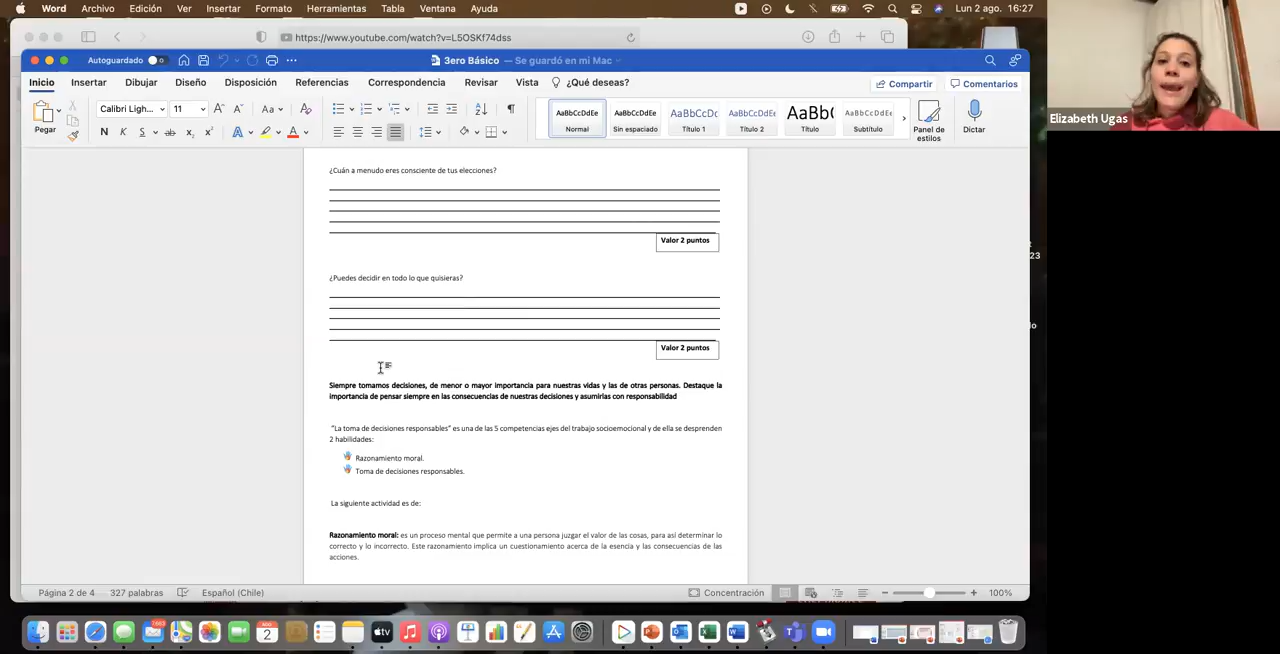 Word Archivo Edición Ver Insertar Formato Herramientas Tabla Ventana Ayuda Lun 2 ago. 16:27
https://www.youtube.com/watch?v=L5OSKf74dss
Autoguardado 3ero Básico — Se guardó en mi Mac
Inicio Insertar Dibujar Diseño Disposición Referencias Correspondencia Revisar Vista ¿Qué deseas? Compartir Comentarios
Pegar Calibri Ligh... 11 AaBbCcDdEe Normal AaBbCcDdEe Sin espaciado AaBbCcDc Título 1 AaBbCcDdEe Título 2 AaBb( Título AaBbCcDdEe Subtítulo Panel de estilos Dictar
Elizabeth Ugas
¿Cuán a menudo eres consciente de tus elecciones?
Valor 2 puntos
¿Puedes decidir en todo lo que quisieras?
Valor 2 puntos
Siempre tomamos decisiones, de menor o mayor importancia para nuestras vidas y las de otras personas. Destaque la
importancia de pensar siempre en las consecuencias de nuestras decisiones y asumirlas con responsabilidad
"La toma de decisiones responsables" es una de las 5 competencias ejes del trabajo socioemocional y de ella se desprenden
2 habilidades:
Razonamiento moral.
Toma de decisiones responsables.
La siguiente actividad es de:
Razonamiento moral: es un proceso mental que permite a una persona juzgar el valor de las cosas, para así determinar lo
correcto y lo incorrecto. Este razonamiento implica un cuestionamiento acerca de la esencia y las consecuencias de las
acciones.
Página 2 de 4 327 palabras Español (Chile) Concentración 100%